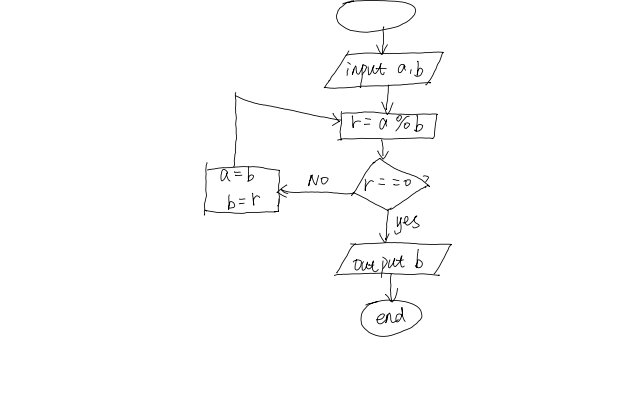 input a,b
r = a % b
r == 0 ?
NO
a = b
b = r
yes
output b
end